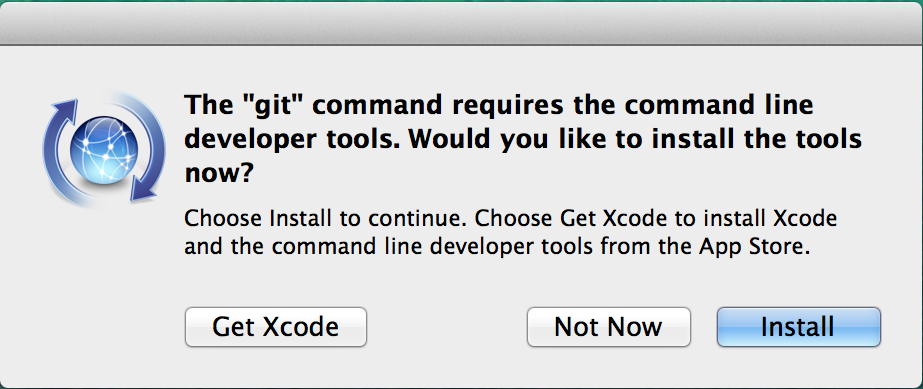 The "git" command requires the command line
developer tools. Would you like to install the tools
now?
Choose Install to continue. Choose Get Xcode to install Xcode
and the command line developer tools from the App Store.
Get Xcode
Not Now
Install